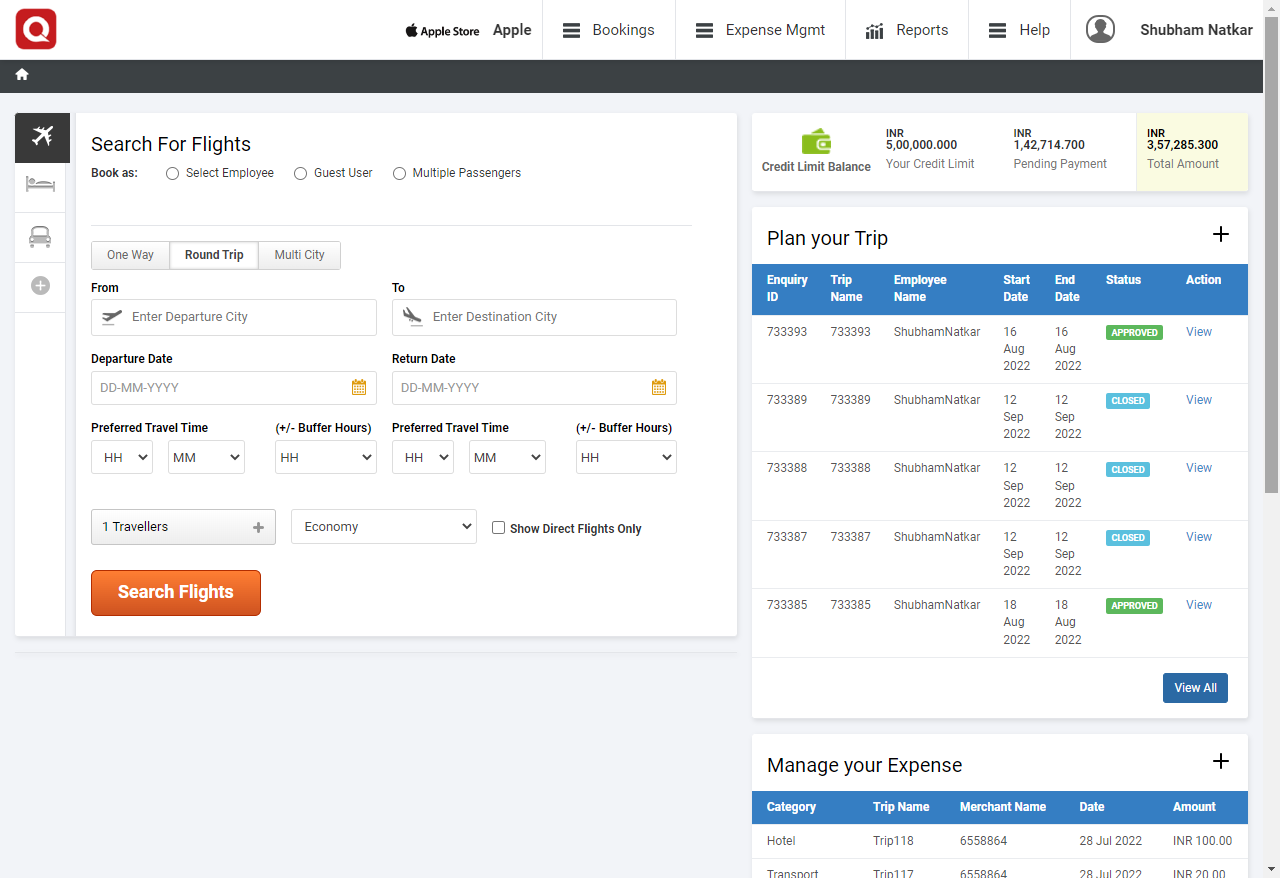 Q
Apple Store
Apple
Bookings
Expense Mgmt
Reports
Help
Shubham Natkar
Search For Flights
Book as:
Select Employee
Guest User
Multiple Passengers
One Way
Round Trip
Multi City
From
To
Enter Departure City
Enter Destination City
Departure Date
Return Date
DD-MM-YYYY
DD-MM-YYYY
Preferred Travel Time
(+/- Buffer Hours)
Preferred Travel Time
(+/- Buffer Hours)
HH
MM
HH
HH
MM
HH
1 Travellers
Economy
Show Direct Flights Only
Search Flights
Credit Limit Balance
INR
5,00,000.000
Your Credit Limit
INR
1,42,714.700
Pending Payment
INR
3,57,285.300
Total Amount
Plan your Trip
Enquiry ID
Trip Name
Employee Name
Start Date
End Date
Status
Action
733393 733393 ShubhamNatkar 16 Aug 2022 16 Aug 2022 APPROVED View
733389 733389 ShubhamNatkar 12 Sep 2022 12 Sep 2022 CLOSED View
733388 733388 ShubhamNatkar 12 Sep 2022 12 Sep 2022 CLOSED View
733387 733387 ShubhamNatkar 12 Sep 2022 12 Sep 2022 CLOSED View
733385 733385 ShubhamNatkar 18 Aug 2022 18 Aug 2022 APPROVED View
View All
Manage your Expense
Category Trip Name Merchant Name Date Amount
Hotel Trip118 6558864 28 Jul 2022 INR 100.00
Transport Trip117 6558864 28 Jul 2022 INR 20.00